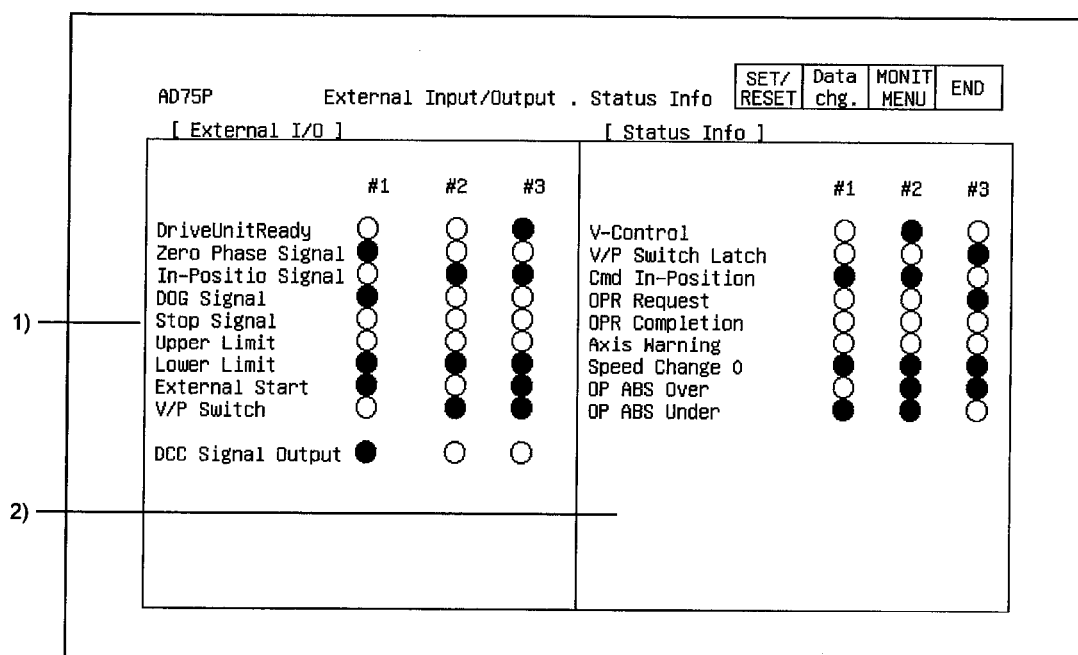 AD75P External Input/Output . Status Info SET/RESET Data chg. MONIT MENU END
[ External I/O ] [ Status Info ]
#1 #2 #3 #1 #2 #3
DriveUnitReady V-Control
Zero Phase Signal V/P Switch Latch
In-Positio Signal Cmd In-Position
DOG Signal OPR Request
1) Stop Signal OPR Completion
Upper Limit Axis Warning
Lower Limit Speed Change 0
External Start OP ABS Over
V/P Switch OP ABS Under
DCC Signal Output
2)